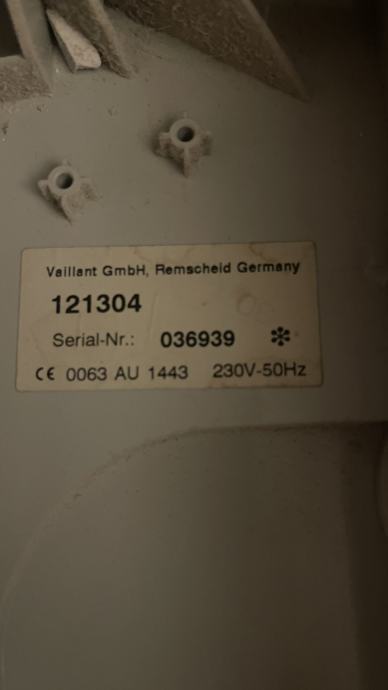 Vaillant GmbH, Remscheid Germany
121304
Serial-Nr.: 036939 ✻
CE 0063 AU 1443 230V-50Hz